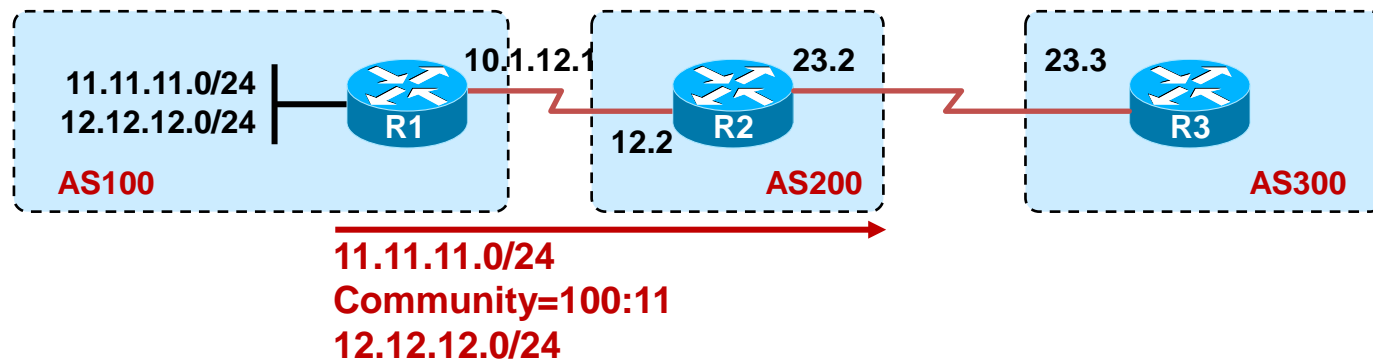 11.11.11.0/24
12.12.12.0/24
R1
AS100
10.1.12.1
12.2
R2
23.2
AS200
23.3
R3
AS300
11.11.11.0/24
Community=100:11
12.12.12.0/24